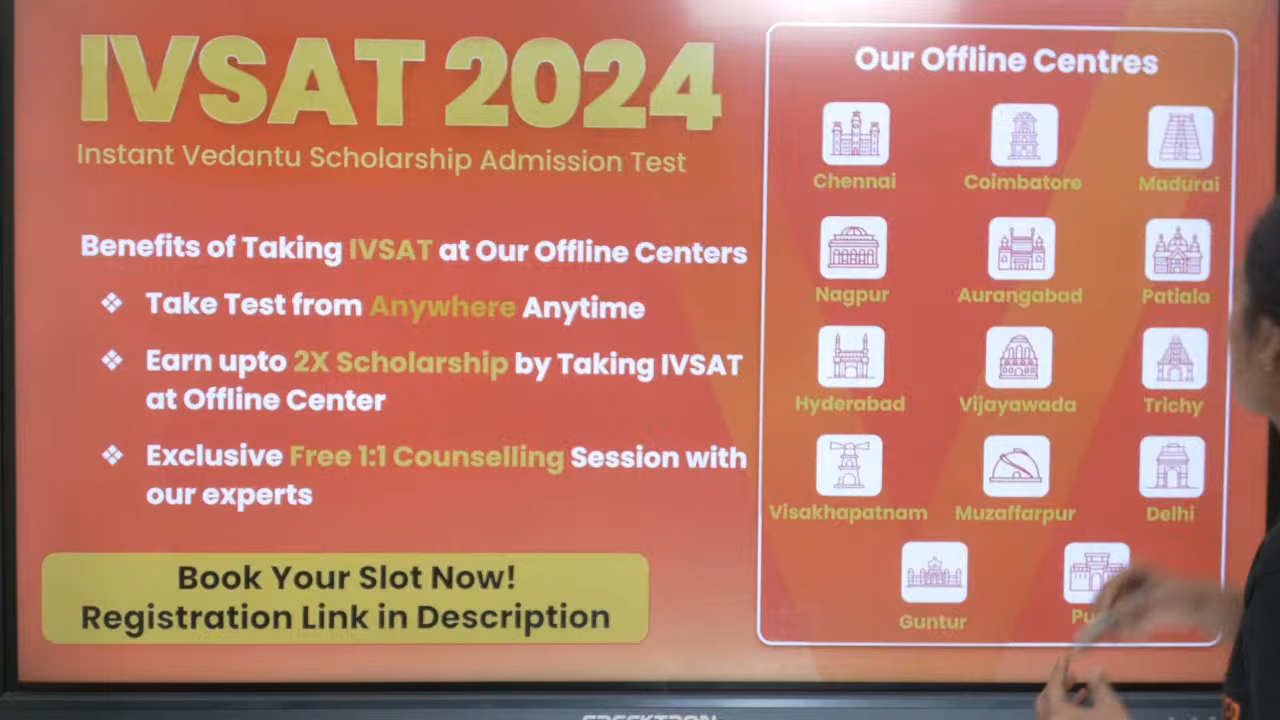 IVSAT 2024
Instant Vedantu Scholarship Admission Test
Benefits of Taking IVSAT at Our Offline Centers
❖ Take Test from Anywhere Anytime
❖ Earn upto 2X Scholarship by Taking IVSAT
at Offline Center
❖ Exclusive Free 1:1 Counselling Session with
our experts
Book Your Slot Now!
Registration Link in Description
Our Offline Centres
Chennai Coimbatore Madurai
Nagpur Aurangabad Patiala
Hyderabad Vijayawada Trichy
Visakhapatnam Muzaffarpur Delhi
Guntur